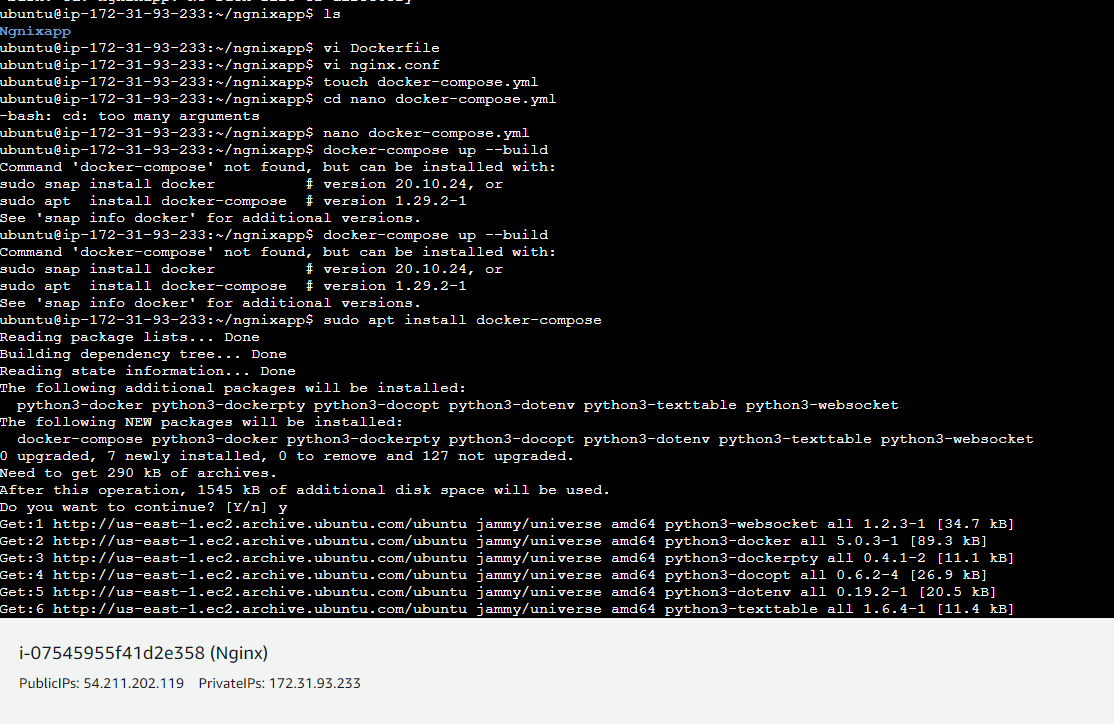 ubuntu@ip-172-31-93-233:~/ngnixapp$ ls
Ngnixapp
ubuntu@ip-172-31-93-233:~/ngnixapp$ vi Dockerfile
ubuntu@ip-172-31-93-233:~/ngnixapp$ vi nginx.conf
ubuntu@ip-172-31-93-233:~/ngnixapp$ touch docker-compose.yml
ubuntu@ip-172-31-93-233:~/ngnixapp$ cd nano docker-compose.yml
-bash: cd: too many arguments
ubuntu@ip-172-31-93-233:~/ngnixapp$ nano docker-compose.yml
ubuntu@ip-172-31-93-233:~/ngnixapp$ docker-compose up --build
Command 'docker-compose' not found, but can be installed with:
sudo snap install docker          # version 20.10.24, or
sudo apt  install docker-compose  # version 1.29.2-1
See 'snap info docker' for additional versions.
ubuntu@ip-172-31-93-233:~/ngnixapp$ docker-compose up --build
Command 'docker-compose' not found, but can be installed with:
sudo snap install docker          # version 20.10.24, or
sudo apt  install docker-compose  # version 1.29.2-1
See 'snap info docker' for additional versions.
ubuntu@ip-172-31-93-233:~/ngnixapp$ sudo apt install docker-compose
Reading package lists... Done
Building dependency tree... Done
Reading state information... Done
The following additional packages will be installed:
  python3-docker python3-dockerpty python3-docopt python3-dotenv python3-texttable python3-websocket
The following NEW packages will be installed:
  docker-compose python3-docker python3-dockerpty python3-docopt python3-dotenv python3-texttable python3-websocket
0 upgraded, 7 newly installed, 0 to remove and 127 not upgraded.
Need to get 290 kB of archives.
After this operation, 1545 kB of additional disk space will be used.
Do you want to continue? [Y/n] y
Get:1 http://us-east-1.ec2.archive.ubuntu.com/ubuntu jammy/universe amd64 python3-websocket all 1.2.3-1 [34.7 kB]
Get:2 http://us-east-1.ec2.archive.ubuntu.com/ubuntu jammy/universe amd64 python3-docker all 5.0.3-1 [89.3 kB]
Get:3 http://us-east-1.ec2.archive.ubuntu.com/ubuntu jammy/universe amd64 python3-dockerpty all 0.4.1-2 [11.1 kB]
Get:4 http://us-east-1.ec2.archive.ubuntu.com/ubuntu jammy/universe amd64 python3-docopt all 0.6.2-4 [26.9 kB]
Get:5 http://us-east-1.ec2.archive.ubuntu.com/ubuntu jammy/universe amd64 python3-dotenv all 0.19.2-1 [20.5 kB]
Get:6 http://us-east-1.ec2.archive.ubuntu.com/ubuntu jammy/universe amd64 python3-texttable all 1.6.4-1 [11.4 kB]
i-07545955f41d2e358 (Nginx)
PublicIPs: 54.211.202.119 PrivateIPs: 172.31.93.233